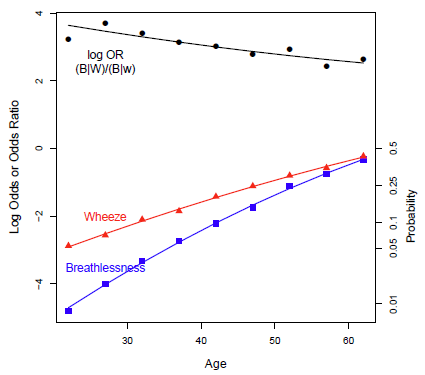 4
2
0
−2
−4
Log Odds or Odds Ratio
log OR
(B|W)/(B|w)
Wheeze
Breathlessness
0.5
0.25
0.1
0.05
0.01
Probability
30 40 50 60
Age